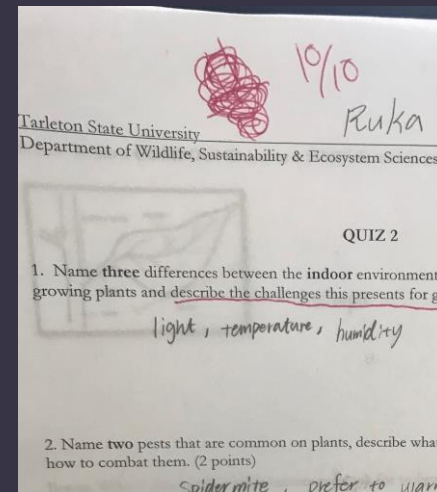 10/10
Ruka
Tarleton State University
Department of Wildlife, Sustainability & Ecosystem Sciences
QUIZ 2
1. Name three differences between the indoor environment
growing plants and describe the challenges this presents for g
light, temperature, humidity
2. Name two pests that are common on plants, describe wha
how to combat them. (2 points)
Spider mite, prefer to warm